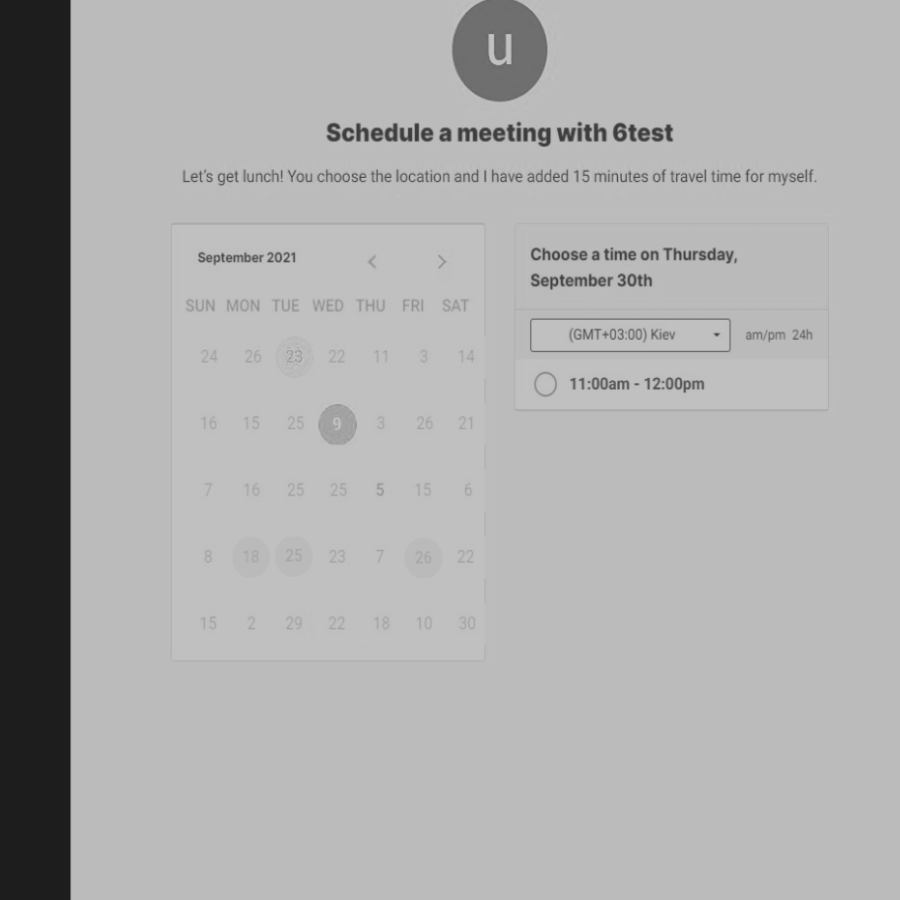 u
Schedule a meeting with 6test
Let's get lunch! You choose the location and I have added 15 minutes of travel time for myself.
September 2021
SUN MON TUE WED THU FRI SAT
24 26 23 22 11 3 14
16 15 25 9 3 26 21
7 16 25 25 5 15 6
8 18 25 23 7 26 22
15 2 29 22 18 10 30
Choose a time on Thursday,
September 30th
(GMT+03:00) Kiev am/pm 24h
11:00am - 12:00pm